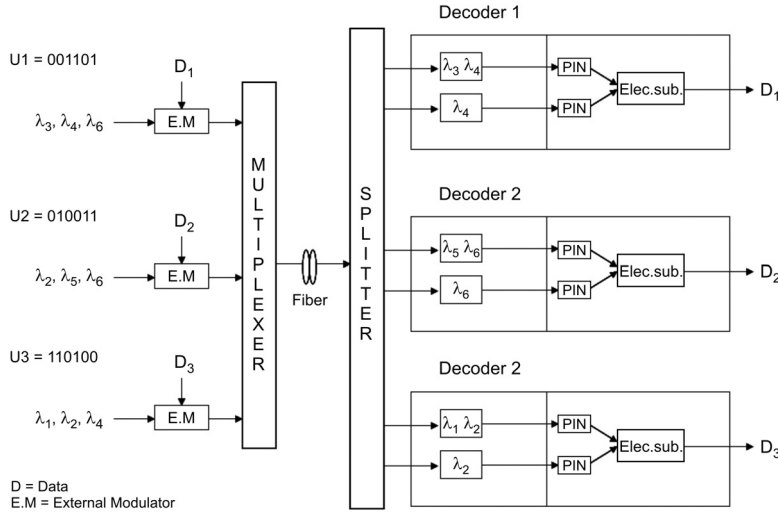 U1 = 001101
D₁
λ₃, λ₄, λ₆
E.M
U2 = 010011
D₂
λ₂, λ₅, λ₆
E.M
U3 = 110100
D₃
λ₁, λ₂, λ₄
E.M
D = Data
E.M = External Modulator
MULTIPLEXER
Fiber
SPLITTER
Decoder 1
λ₃ λ₄
PIN
λ₄
PIN
Elec.sub.
D₁
Decoder 2
λ₅ λ₆
PIN
λ₆
PIN
Elec.sub.
D₂
Decoder 2
λ₁ λ₂
PIN
λ₂
PIN
Elec.sub.
D₃